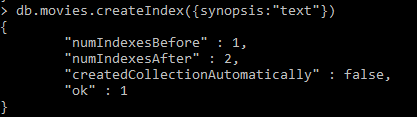 > db.movies.createIndex({synopsis:"text"})
{
        "numIndexesBefore" : 1,
        "numIndexesAfter" : 2,
        "createdCollectionAutomatically" : false,
        "ok" : 1
}